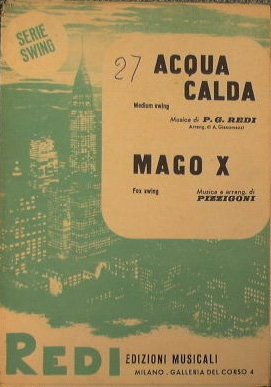 SERIE
SWING
27
ACQUA
CALDA
Medium swing
Musica di P. G. REDI
Arrang. di A. Giacomazzi
MAGO X
Fox swing
Musica e arrang. di
PIZZIGONI
REDI EDIZIONI MUSICALI
MILANO - GALLERIA DEL CORSO 4